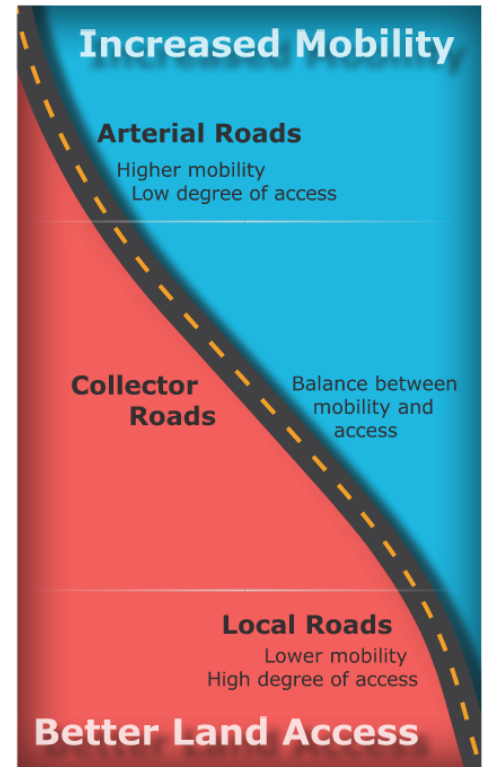 Increased Mobility
Arterial Roads
Higher mobility
Low degree of access
Collector
Roads
Balance between
mobility and
access
Local Roads
Lower mobility
High degree of access
Better Land Access